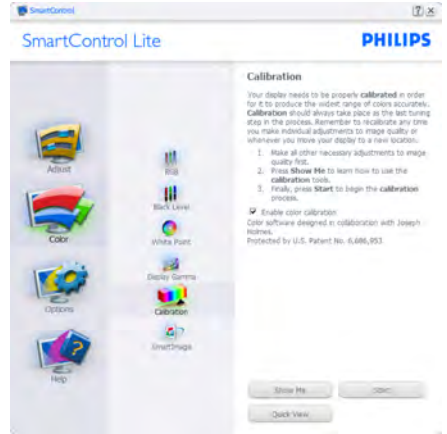 SmartControl
SmartControl Lite
PHILIPS
Adjust
Color
Options
Help
RGB
Black Level
White Point
Display Gamma
Calibration
SmartImage
Calibration
Your display needs to be properly calibrated in order
for it to produce the widest range of colors accurately.
Calibration should always take place as the last tuning
step in the process. Remember to recalibrate any time
you make individual adjustments to image quality or
whenever you move your display to a new location.
1. Make all other necessary adjustments to image
quality first.
2. Press Show Me to learn how to use the
calibration tools.
3. Finally, press Start to begin the calibration
process.
Enable color calibration
Color software designed in collaboration with Joseph
Holmes.
Protected by U.S. Patent No. 6,686,953
Show Me
Start
Quick View